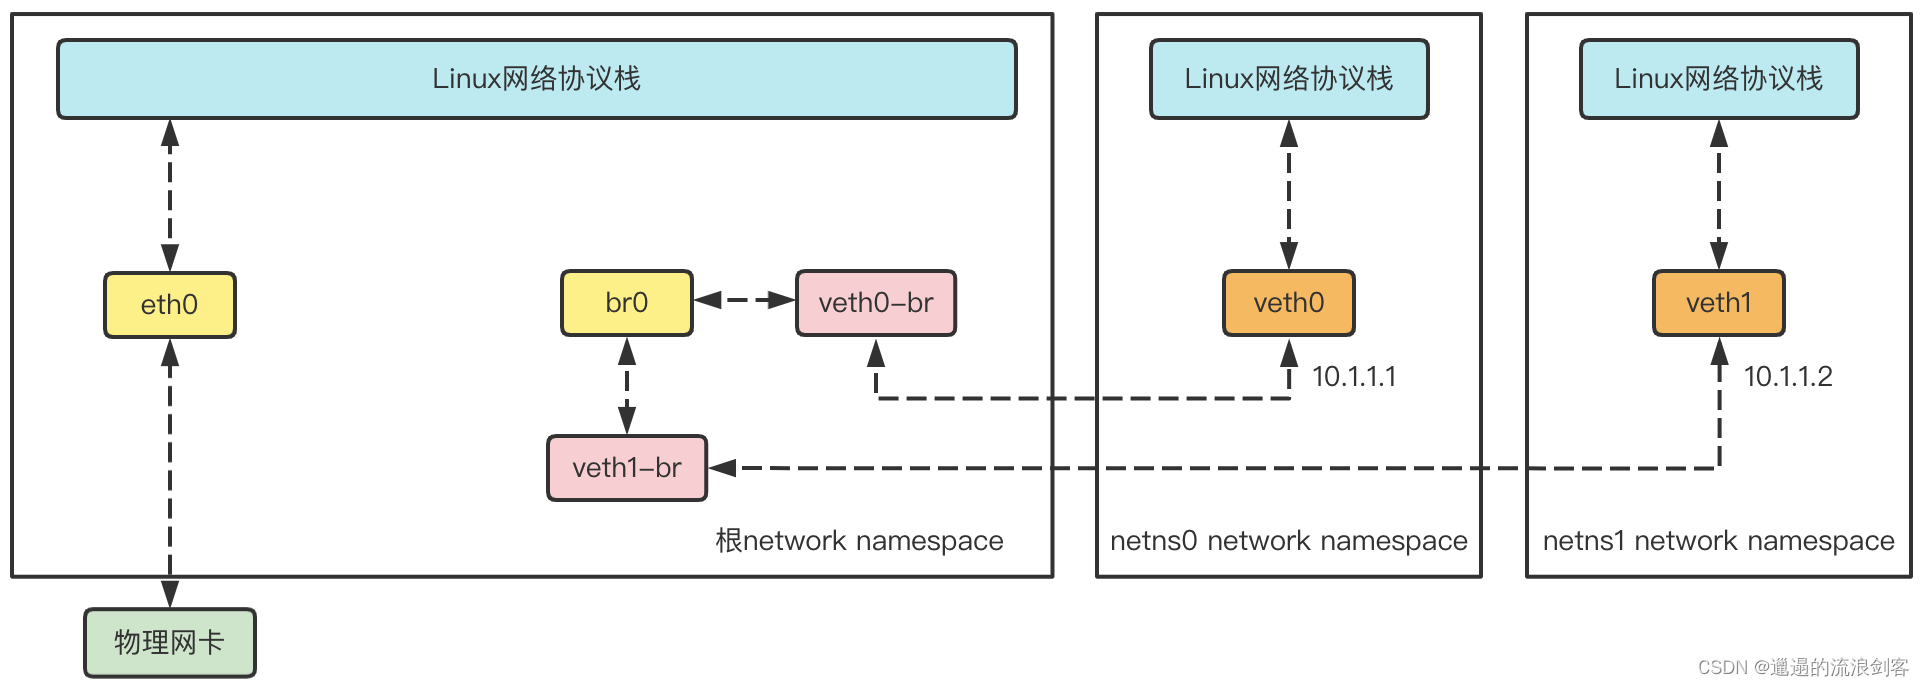 Linux网络协议栈
Linux网络协议栈
Linux网络协议栈
eth0
br0
veth0-br
veth0
veth1
10.1.1.1
10.1.1.2
veth1-br
根network namespace
netns0 network namespace
netns1 network namespace
物理网卡
CSDN @邋遢的流浪剑客